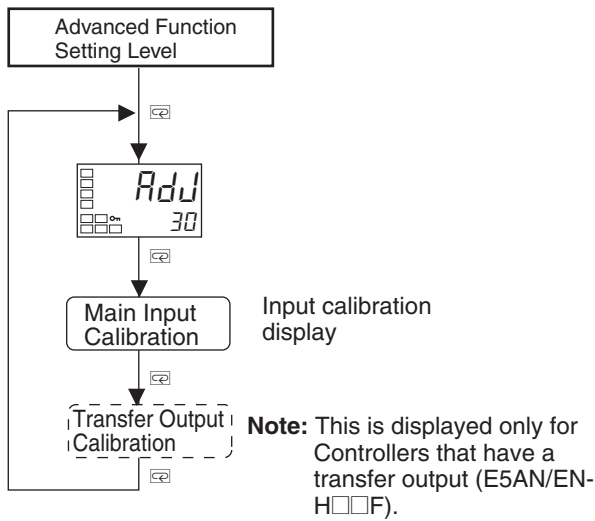 Advanced Function
Setting Level
AdJ
30
Main Input
Calibration
Input calibration
display
Transfer Output
Calibration
Note: This is displayed only for
Controllers that have a
transfer output (E5AN/EN-
H□□F).